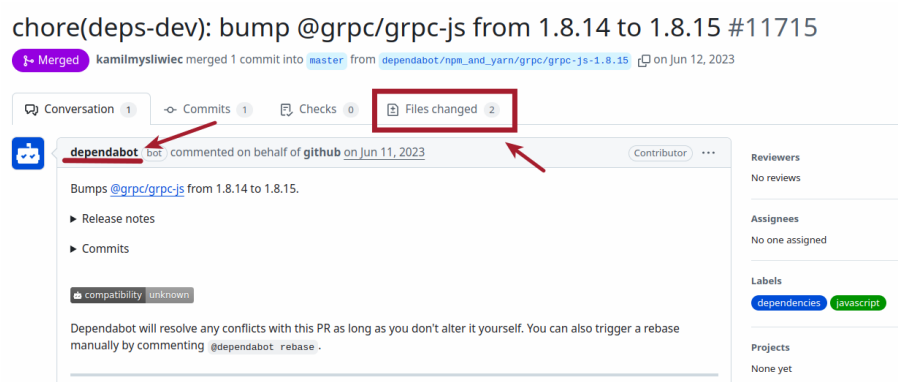 chore(deps-dev): bump @grpc/grpc-js from 1.8.14 to 1.8.15 #11715
Merged kamilmysliwiec merged 1 commit into master from dependabot/npm_and_yarn/grpc/grpc-js-1.8.15 on Jun 12, 2023
Conversation 1 Commits 1 Checks 0 Files changed 2
dependabot bot commented on behalf of github on Jun 11, 2023 Contributor
Bumps @grpc/grpc-js from 1.8.14 to 1.8.15.
Release notes
Commits
compatibility unknown
Dependabot will resolve any conflicts with this PR as long as you don't alter it yourself. You can also trigger a rebase
manually by commenting @dependabot rebase.
Reviewers
No reviews
Assignees
No one assigned
Labels
dependencies javascript
Projects
None yet